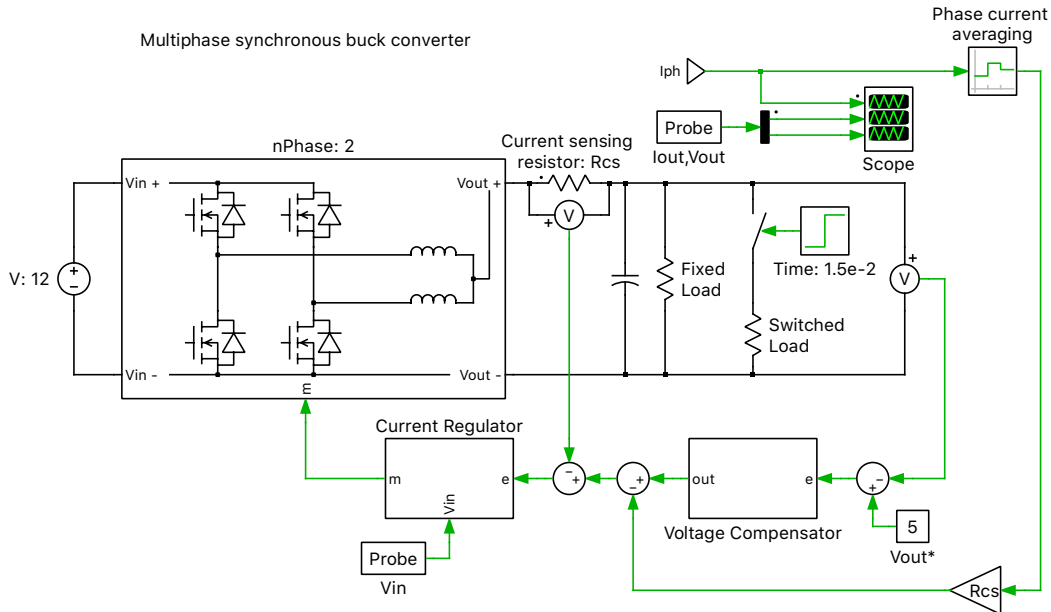 Phase current
averaging
Multiphase synchronous buck converter
Iph
Probe
Iout,Vout
Scope
nPhase: 2
Current sensing
resistor: Rcs
Vin +
Vout +
+
V
V: 12
+
−
Fixed
Load
Time: 1.5e-2
+
V
Switched
Load
Vin -
Vout -
m
Current Regulator
m
e
Vin
−
+
−
+
out
e
Voltage Compensator
−
+
5
Vout*
Probe
Vin
Rcs